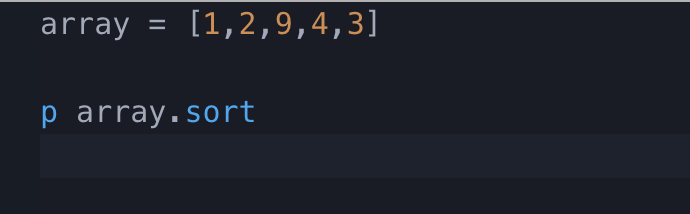 array = [1,2,9,4,3]
p array.sort